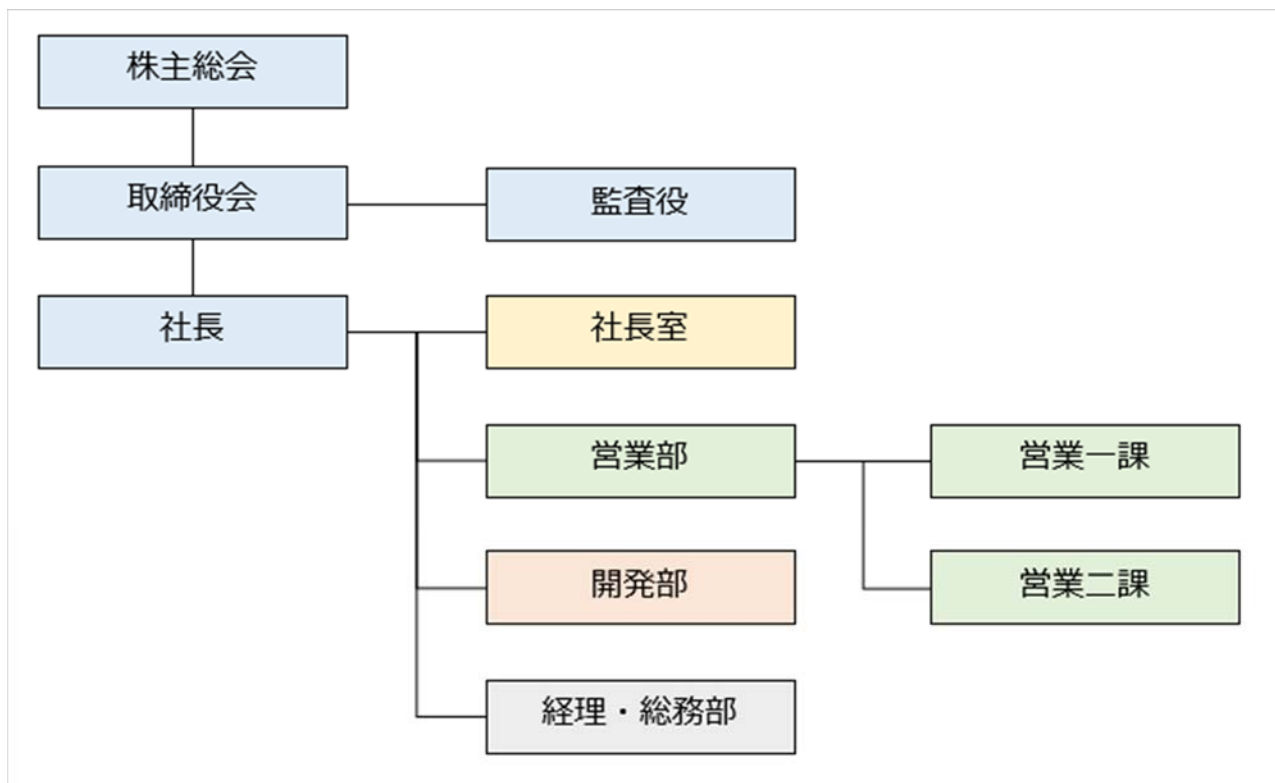 株主総会
取締役会
監査役
社長
社長室
営業部
営業一課
開発部
営業二課
経理・総務部